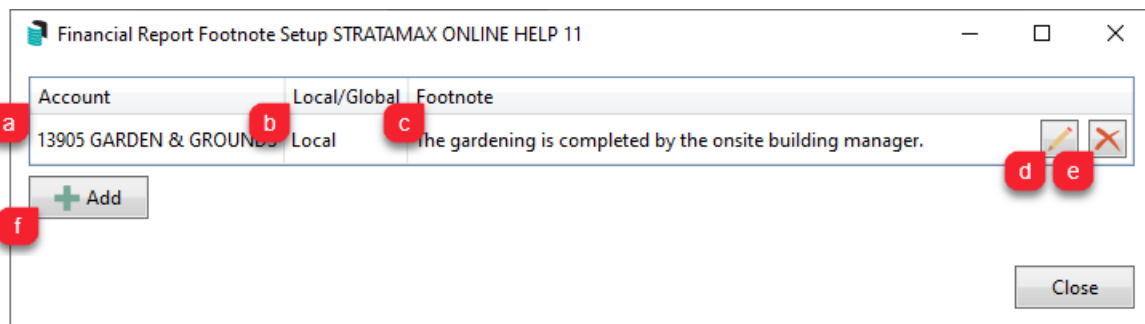 Financial Report Footnote Setup STRATAMAX ONLINE HELP 11
Account Local/Global Footnote
a 13905 GARDEN & GROUNDS b Local c The gardening is completed by the onsite building manager.
d e
Add
f
Close